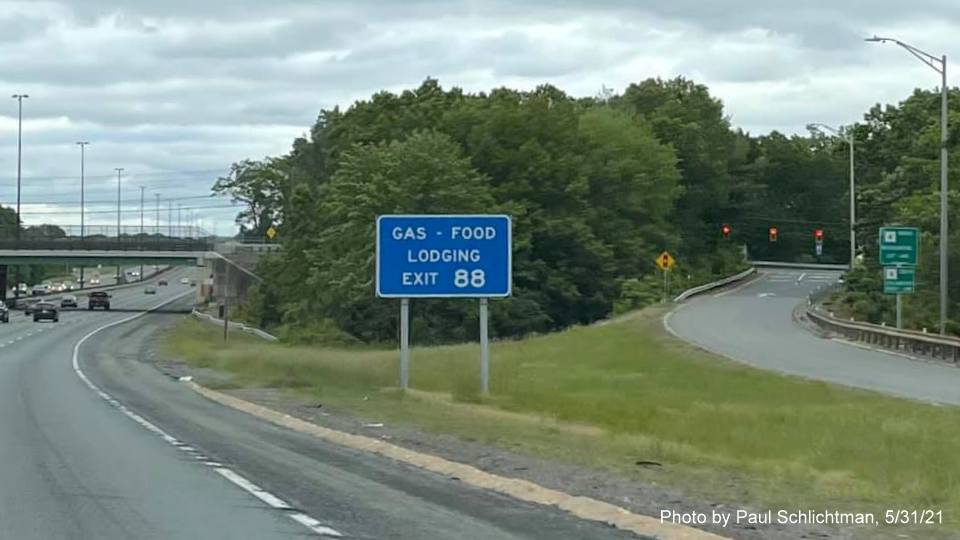 GAS - FOOD
LODGING
EXIT 88
Photo by Paul Schlichtman, 5/31/21